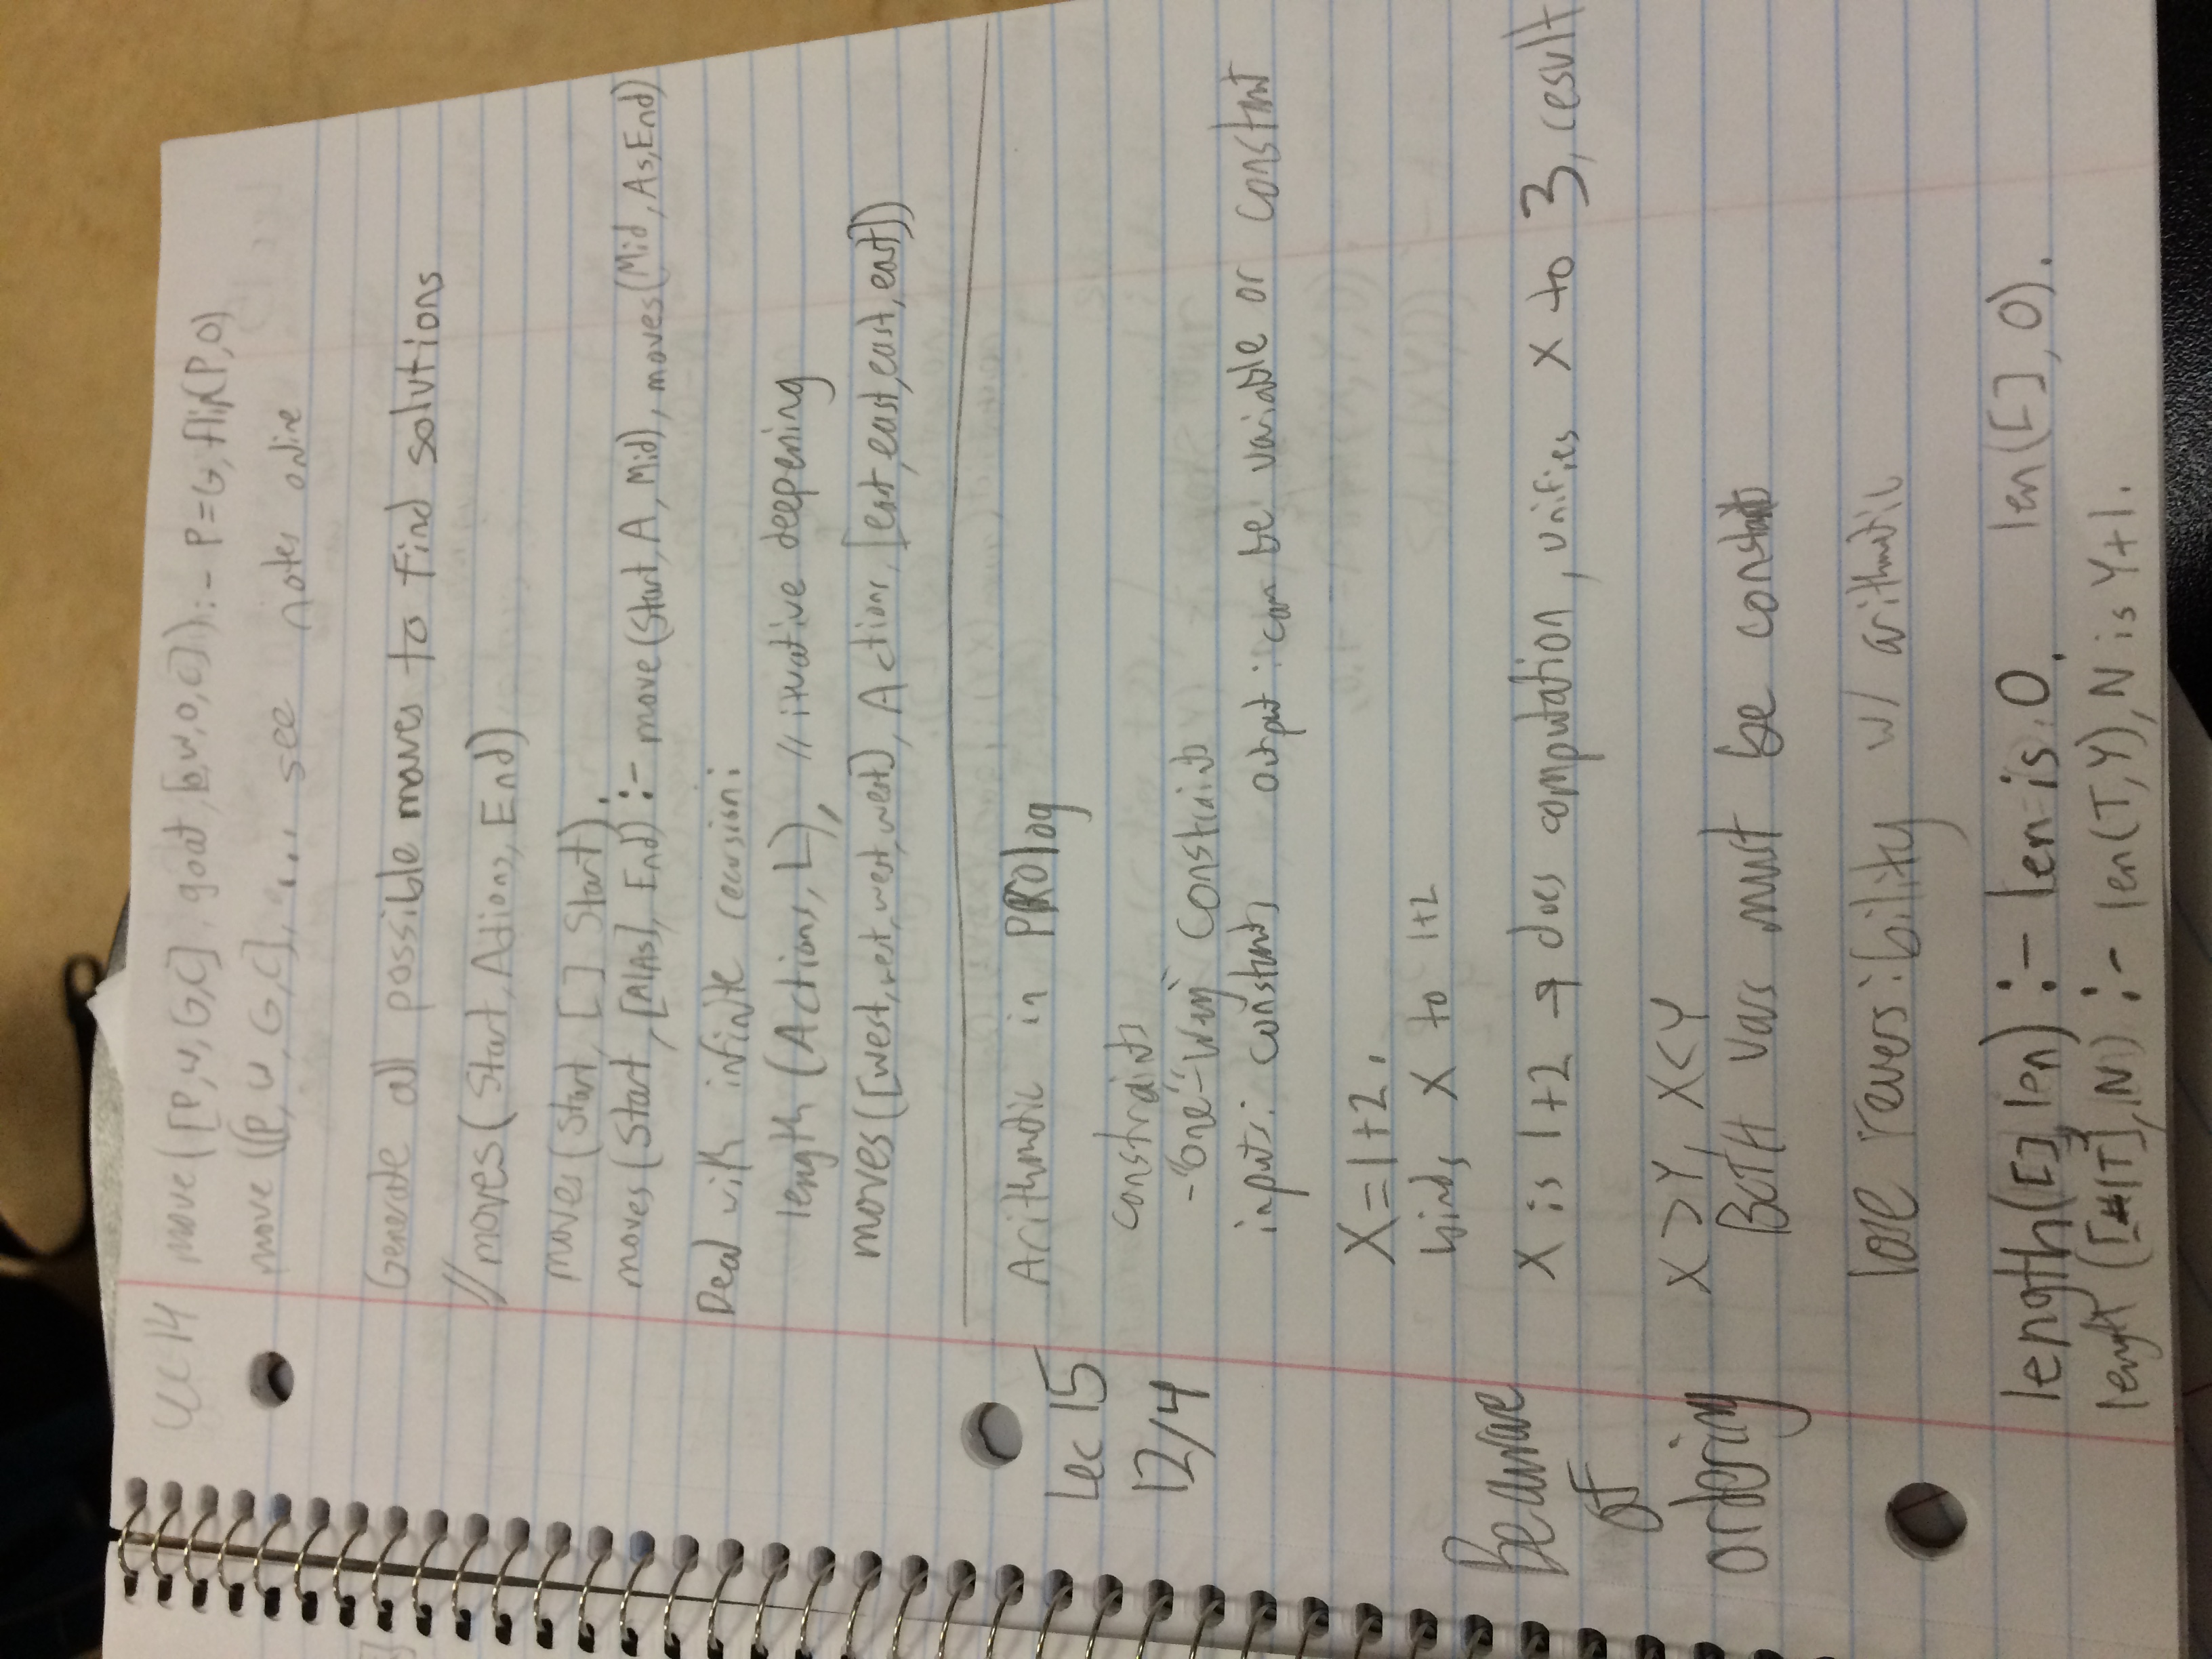 Lec 14 move([P,W,G,C], goat, [O,W,O,C]) :- P=G, flip(P,O)
move([P,W,G,C], .... see notes online
Generate all possible moves to find solutions
// moves(Start, Actions, End)
moves(Start, [] Start).
moves(Start, [A|As], End) :- move(Start, A, Mid), moves(Mid, As, End)
Deal with infinite recursion:
length (Actions, L), // iterative deepening
moves([west,west,west,west], Actions, [east,east,east,east])
Arithmetic in PROlog
Lec 15
12/4
constraints
- "One"-Way" Constraints
inputs: constants output: can be variable or constant
X=1+2.
binds X to 1+2
Beaware
of
ordering
X is 1+2 → does computation, unifies X to 3, result
X > Y, X < Y
BOTH vars must be constants
lose reversibility w/ arithmetic
length([], len) :- len is 0. len([], 0).
length ([H|T], N) :- len(T,Y), N is Y+1.